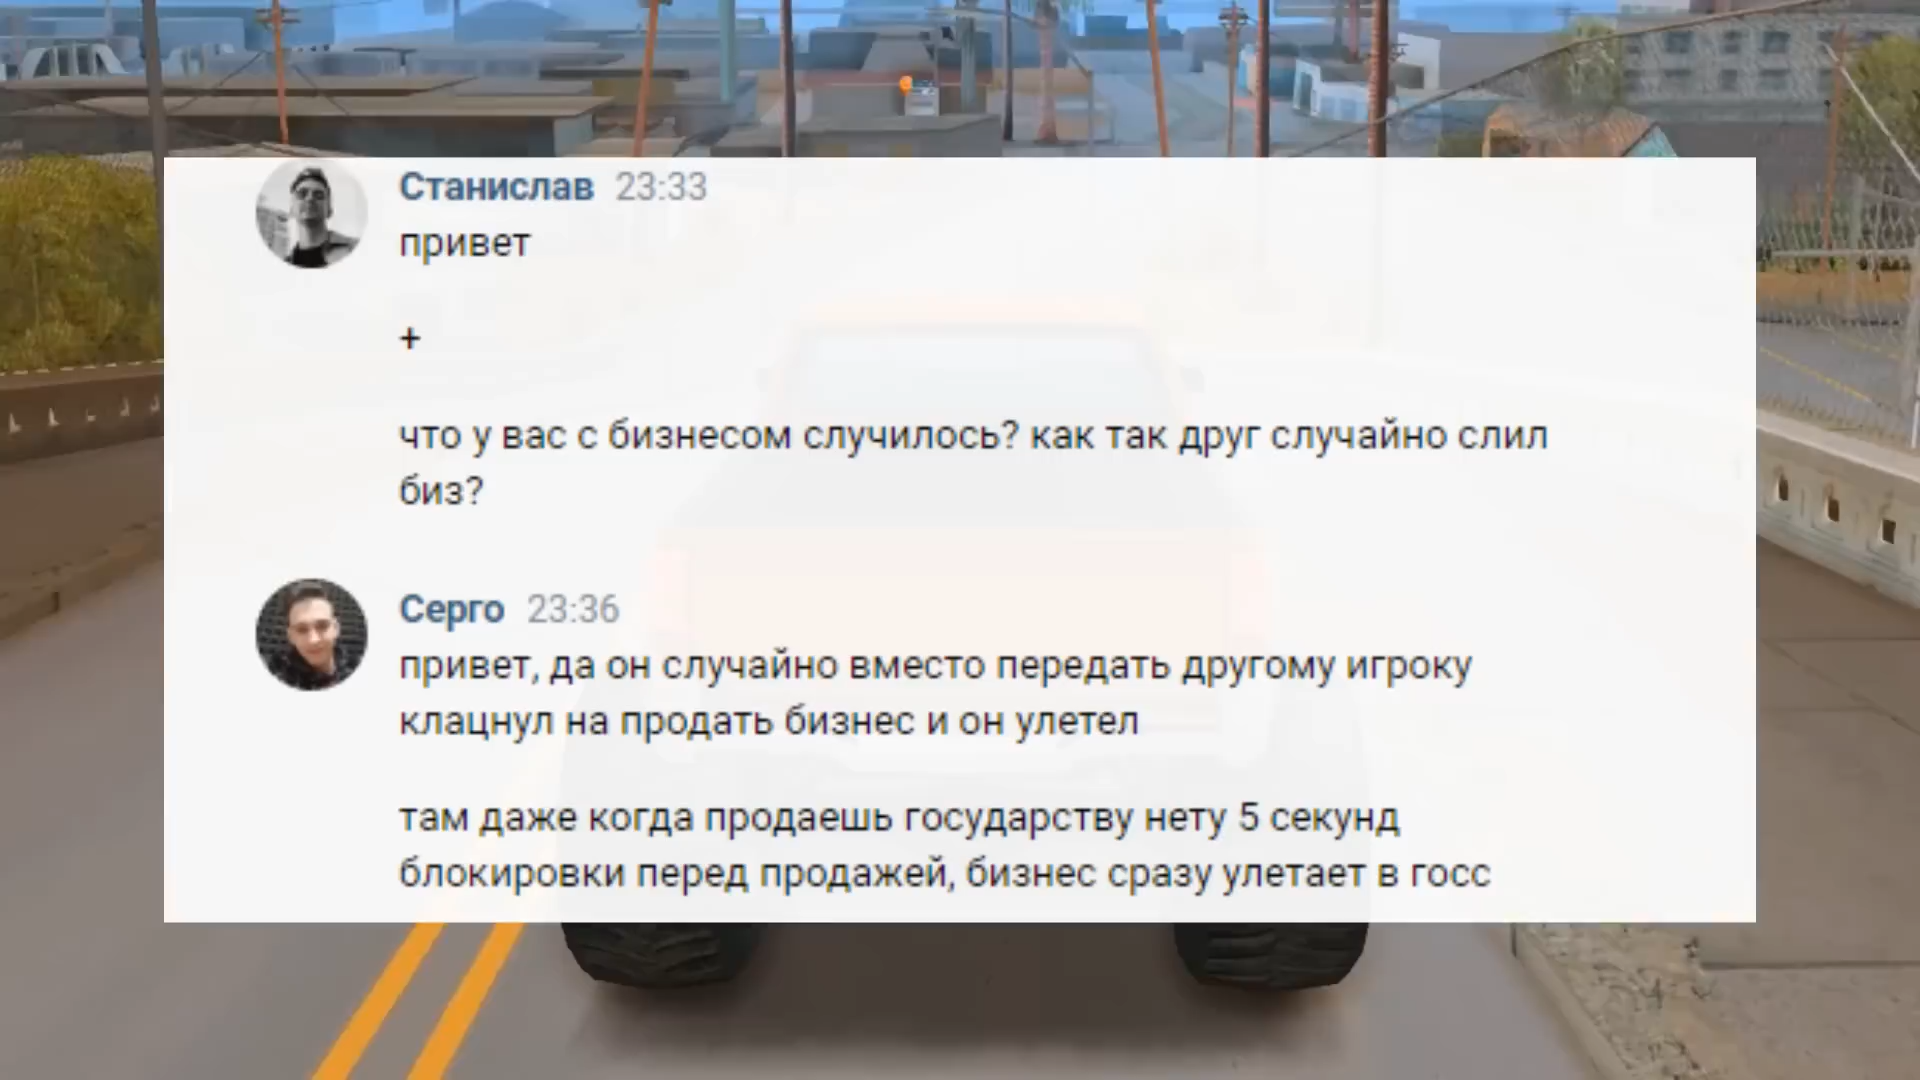 Станислав 23:33
привет
+
что у вас с бизнесом случилось? как так друг случайно слил
биз?
Серго 23:36
привет, да он случайно вместо передать другому игроку
клацнул на продать бизнес и он улетел
там даже когда продаешь государству нету 5 секунд
блокировки перед продажей, бизнес сразу улетает в госс